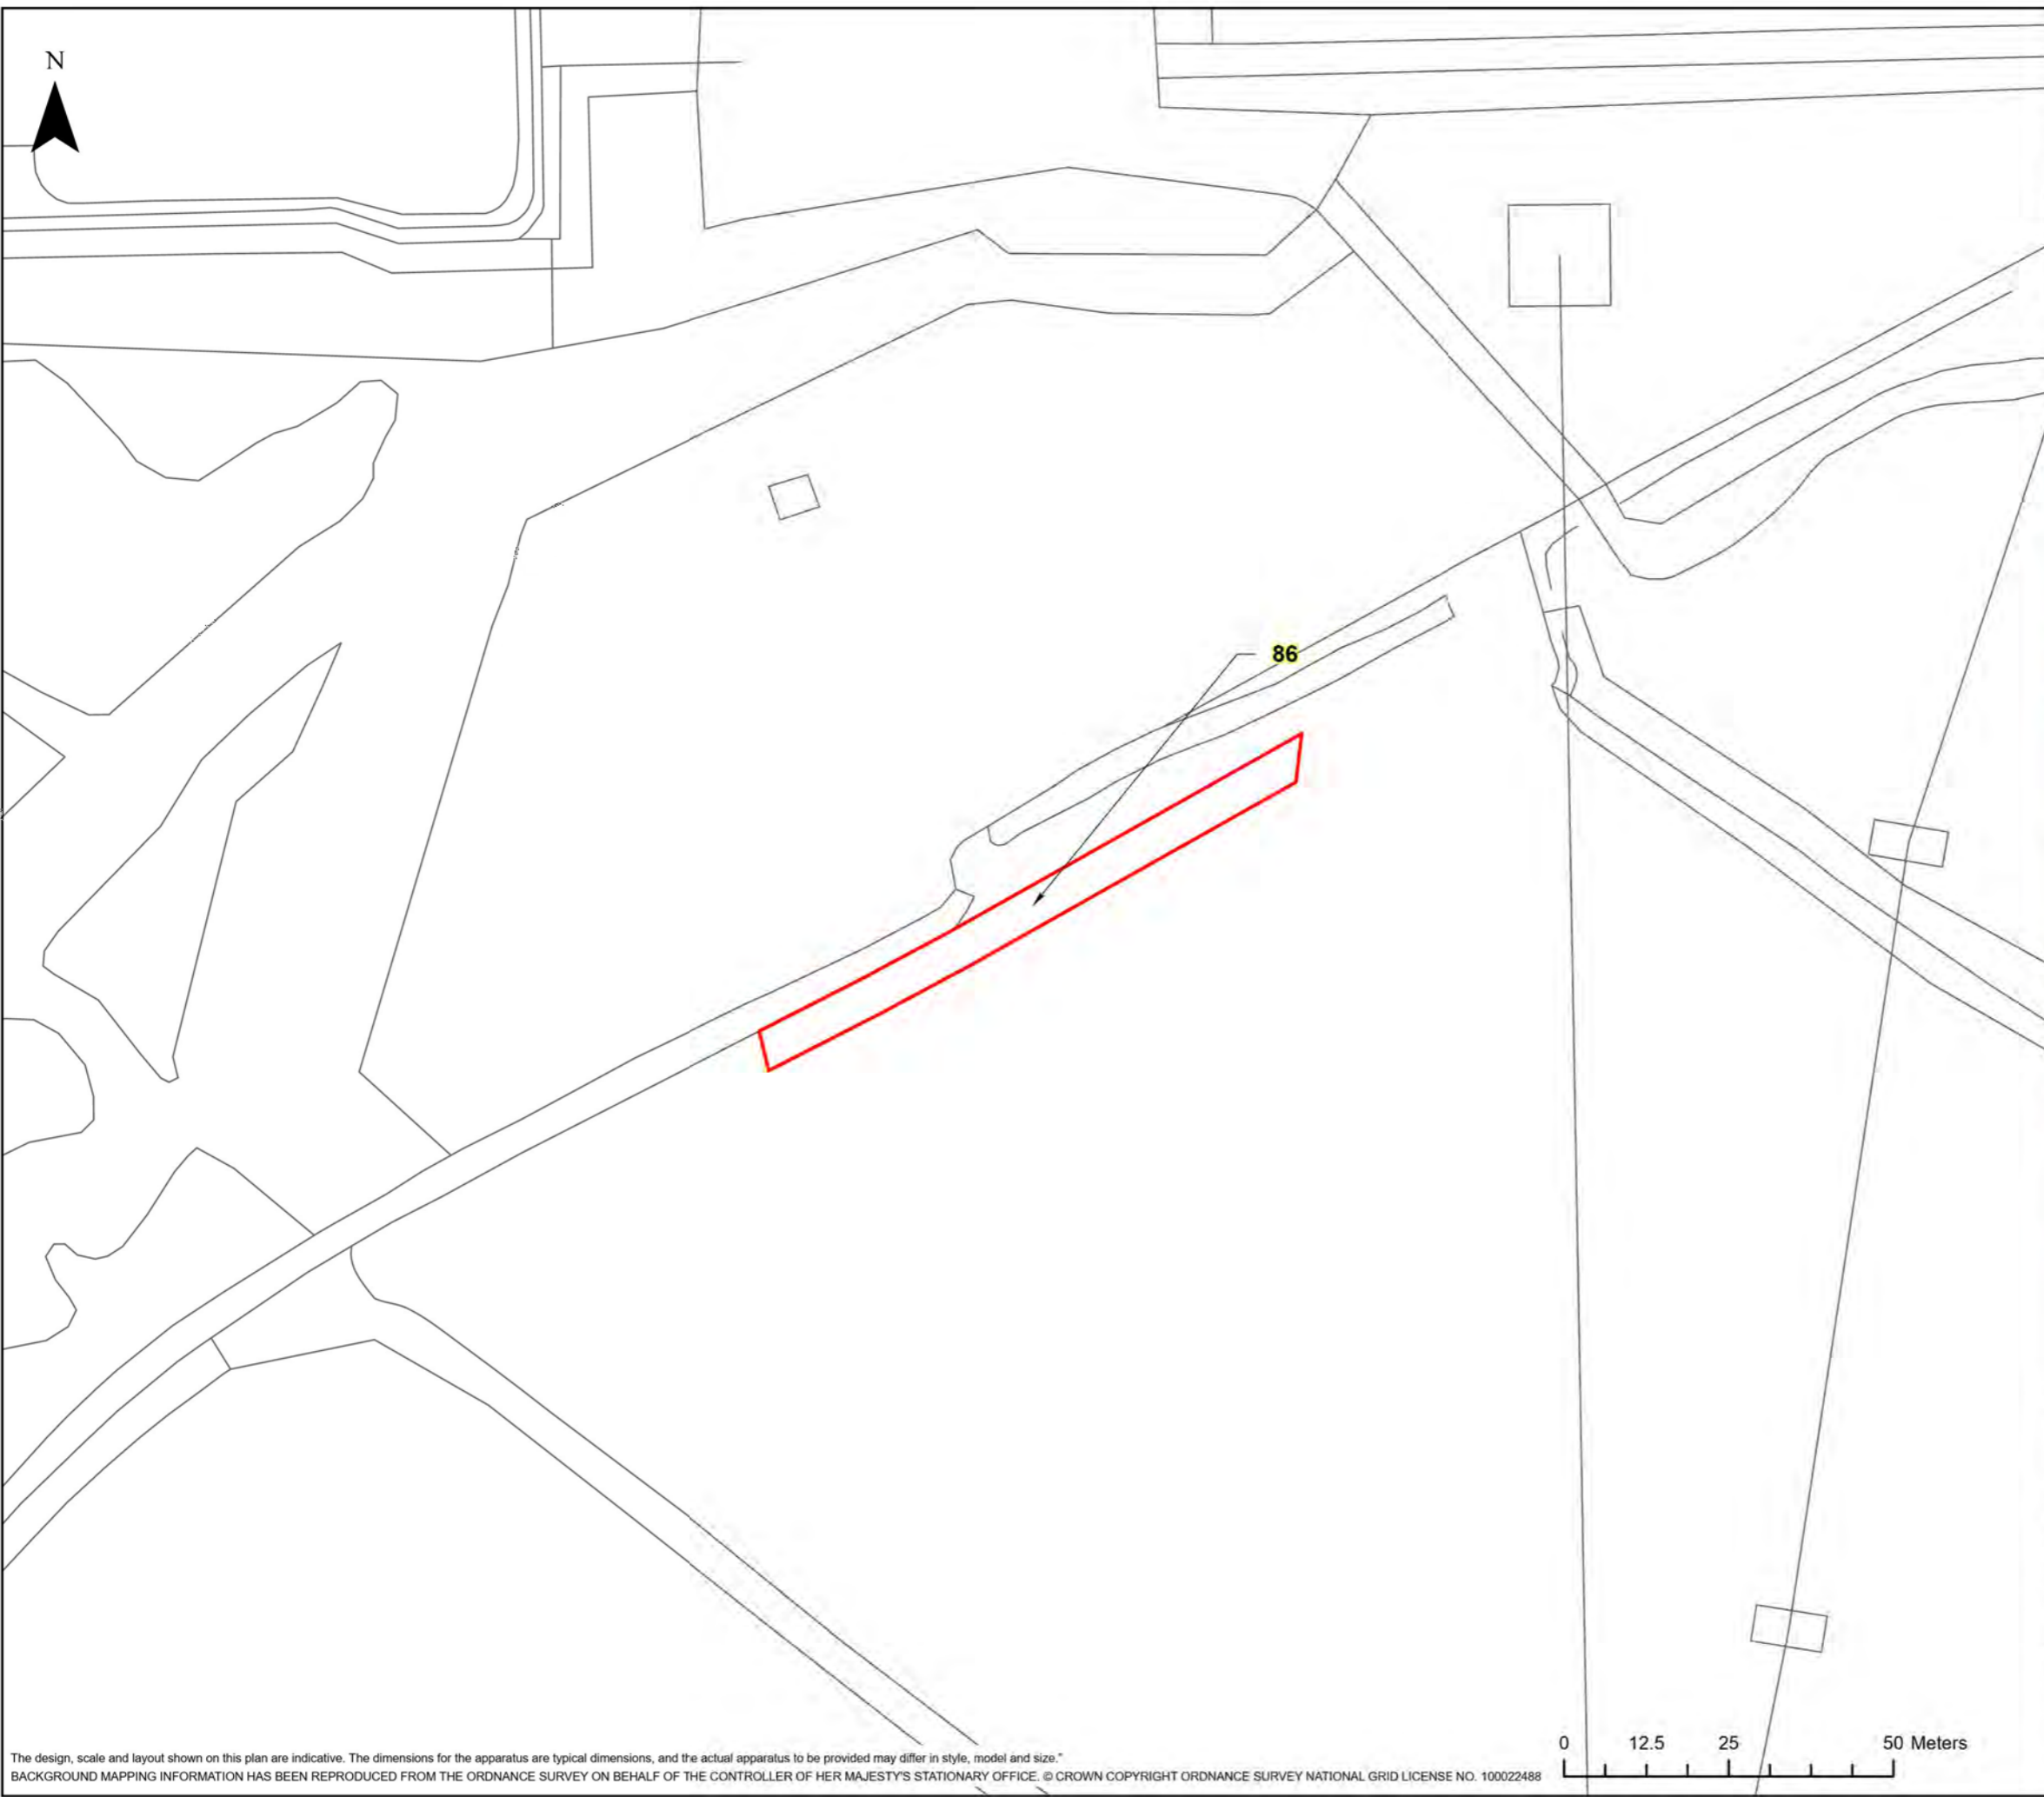 N
86
0 12.5 25 50 Meters
The design, scale and layout shown on this plan are indicative. The dimensions for the apparatus are typical dimensions, and the actual apparatus to be provided may differ in style, model and size."
BACKGROUND MAPPING INFORMATION HAS BEEN REPRODUCED FROM THE ORDNANCE SURVEY ON BEHALF OF THE CONTROLLER OF HER MAJESTY'S STATIONARY OFFICE. © CROWN COPYRIGHT ORDNANCE SURVEY NATIONAL GRID LICENSE NO. 100022488